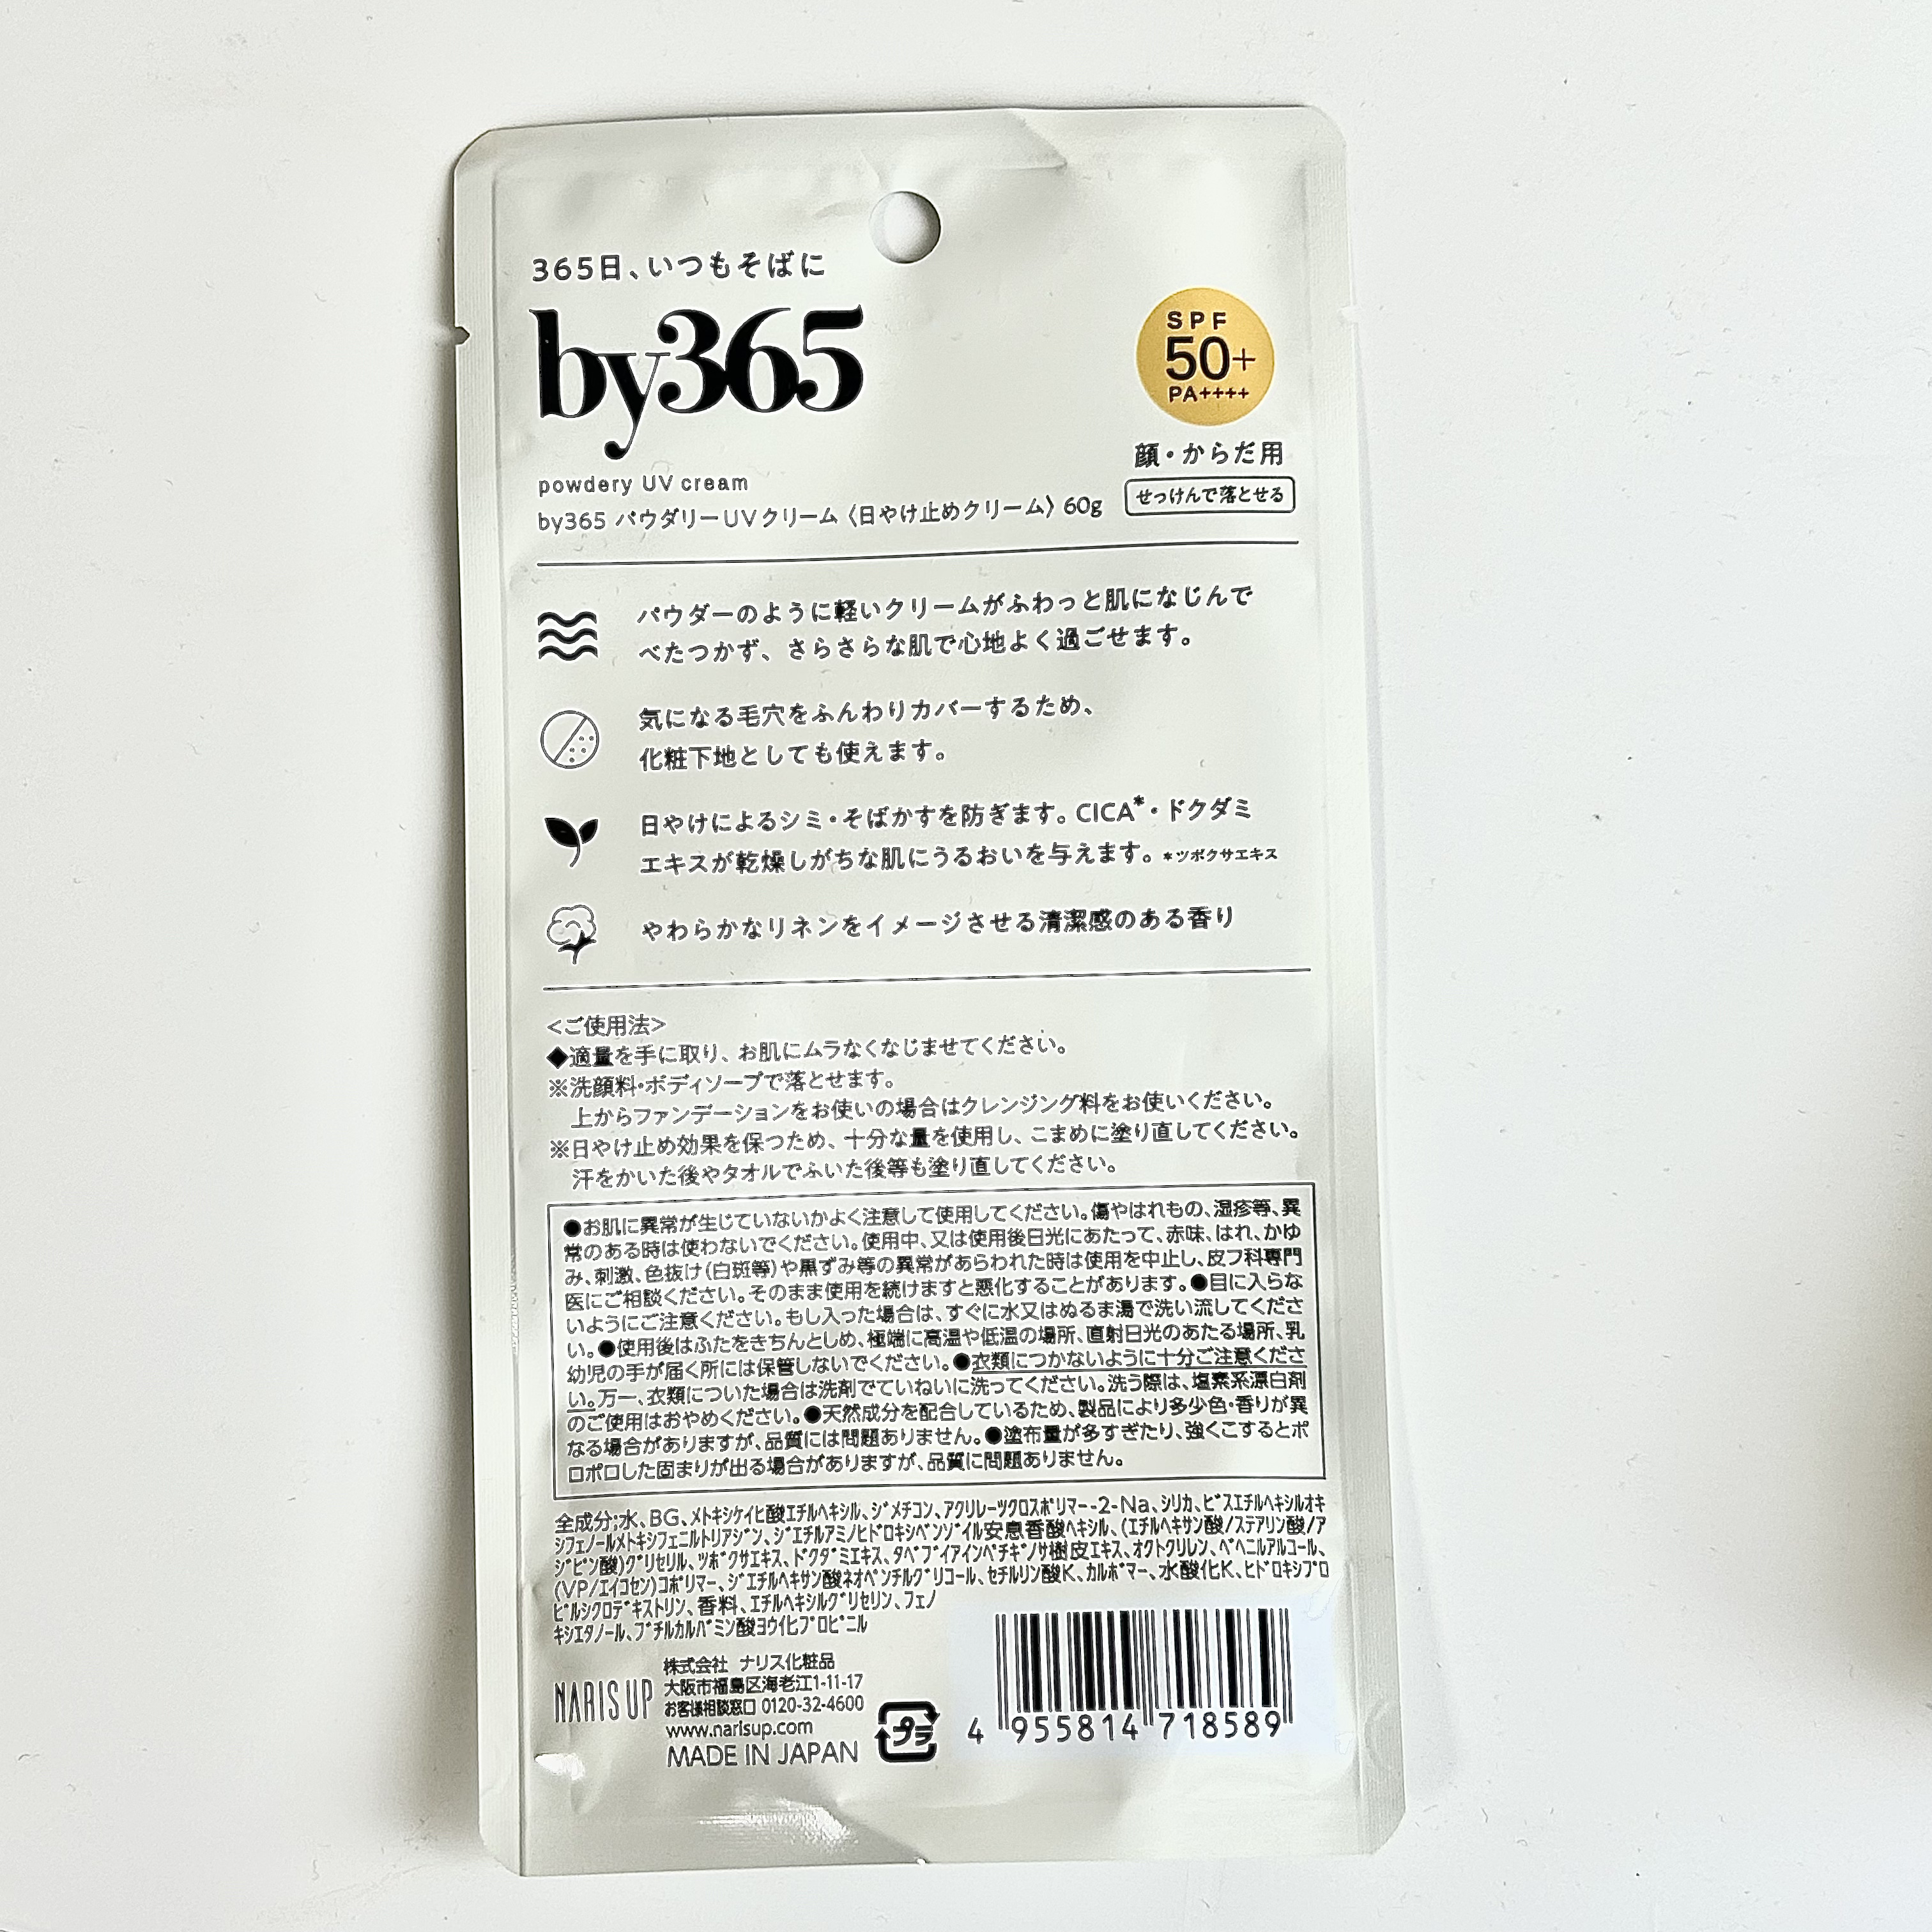 365日、いつもそばに
by365
SPF
50+
PA++++
顔・からだ用
せっけんで落とせる
powdery UV cream
by365 パウダリーUVクリーム〈日やけ止めクリーム〉60g
パウダーのように軽いクリームがふわっと肌になじんで
べたつかず、さらさらな肌で心地よく過ごせます。
気になる毛穴をふんわりカバーするため、
化粧下地としても使えます。
日やけによるシミ・そばかすを防ぎます。CICA*・ドクダミ
エキスが乾燥しがちな肌にうるおいを与えます。*ツボクサエキス
やわらかなリネンをイメージさせる清潔感のある香り
<ご使用法>
◆適量を手に取り、お肌にムラなくなじませてください。
※洗顔料・ボディソープで落とせます。
上からファンデーションをお使いの場合はクレンジング料をお使いください。
※日やけ止め効果を保つため、十分な量を使用し、こまめに塗り直してください。
汗をかいた後やタオルでふいた後等も塗り直してください。
●お肌に異常が生じていないかよく注意して使用してください。傷やはれもの、湿疹等、異
常のある時は使わないでください。使用中、又は使用後日光にあたって、赤味、はれ、かゆ
み、刺激、色抜け(白斑等)や黒ずみ等の異常があらわれた時は使用を中止し、皮フ科専門
医にご相談ください。そのまま使用を続けますと悪化することがあります。●目に入らな
いようにご注意ください。もし入った場合は、すぐに水又はぬるま湯で洗い流してくださ
い。●使用後はふたをきちんとしめ、極端に高温や低温の場所、直射日光のあたる場所、乳
幼児の手が届く所には保管しないでください。●衣類につかないように十分ご注意くださ
い。万一、衣類についた場合は洗剤でていねいに洗ってください。洗う際は、塩素系漂白剤
のご使用はおやめください。●天然成分を配合しているため、製品により多少色・香りが異
なる場合がありますが、品質には問題ありません。●塗布量が多すぎたり、強くこするとポ
ロポロした固まりが出る場合がありますが、品質に問題ありません。
全成分;水、BG、メトキシケイヒ酸エチルヘキシル、ジメチコン、アクリレーツクロスポリマー-2-Na、シリカ、ビスエチルヘキシルオキ
シフェノールメトキシフェニルトリアジン、ジエチルアミノヒドロキシベンゾイル安息香酸ヘキシル、(エチルヘキサン酸/ステアリン酸/ア
ジピン酸)グリセリル、ツボクサエキス、ドクダミエキス、タベブイアインペチギノサ樹皮エキス、オクトクリレン、ベヘニルアルコール、
(VP/エイコセン)コポリマー、ジエチルヘキサン酸ネオペンチルグリコール、セチルリン酸K、カルボマー、水酸化K、ヒドロキシプロ
ピルシクロデキストリン、香料、エチルヘキシルグリセリン、フェノ
キシエタノール、ブチルカルバミン酸ヨウ化プロピニル
NARIS UP
株式会社 ナリス化粧品
大阪市福島区海老江1-11-17
お客様相談窓口 0120-32-4600
www.narisup.com
MADE IN JAPAN
プラ
4 955814 718589